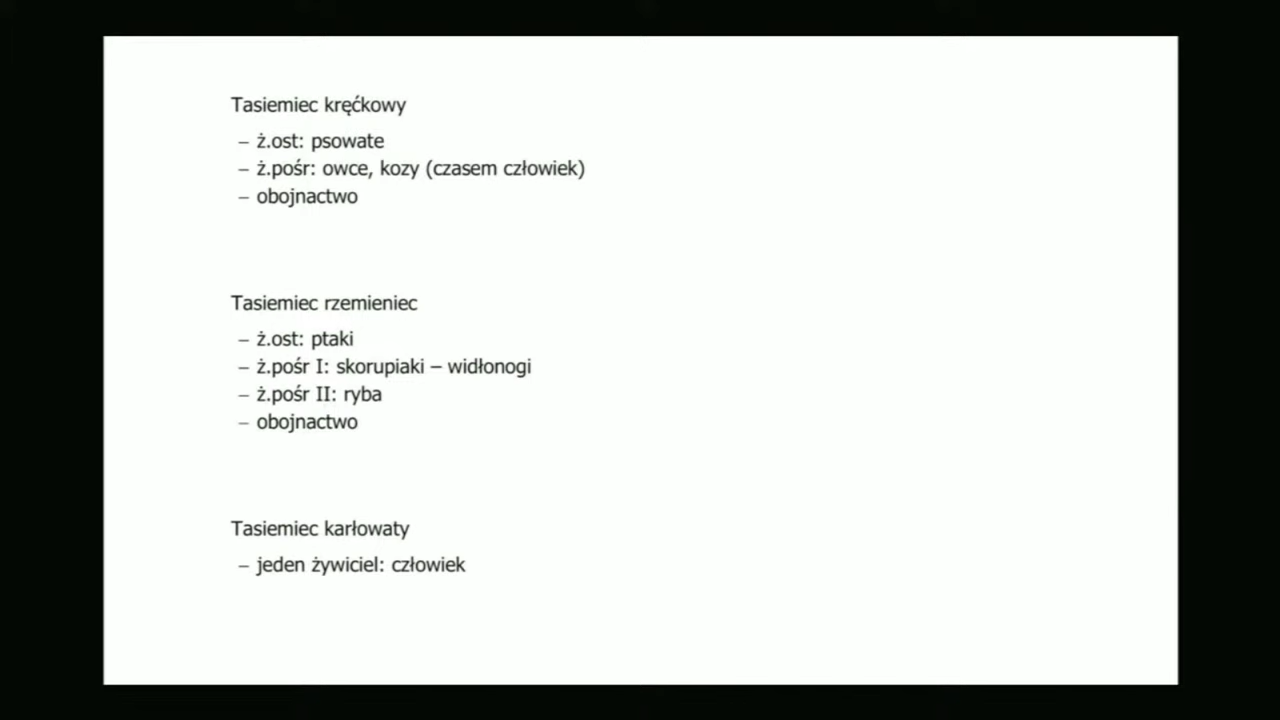 Tasiemiec kręćkowy
– ż.ost: psowate
– ż.pośr: owce, kozy (czasem człowiek)
– obojnactwo
Tasiemiec rzemieniec
– ż.ost: ptaki
– ż.pośr I: skorupiaki – widłonogi
– ż.pośr II: ryba
– obojnactwo
Tasiemiec karłowaty
– jeden żywiciel: człowiek